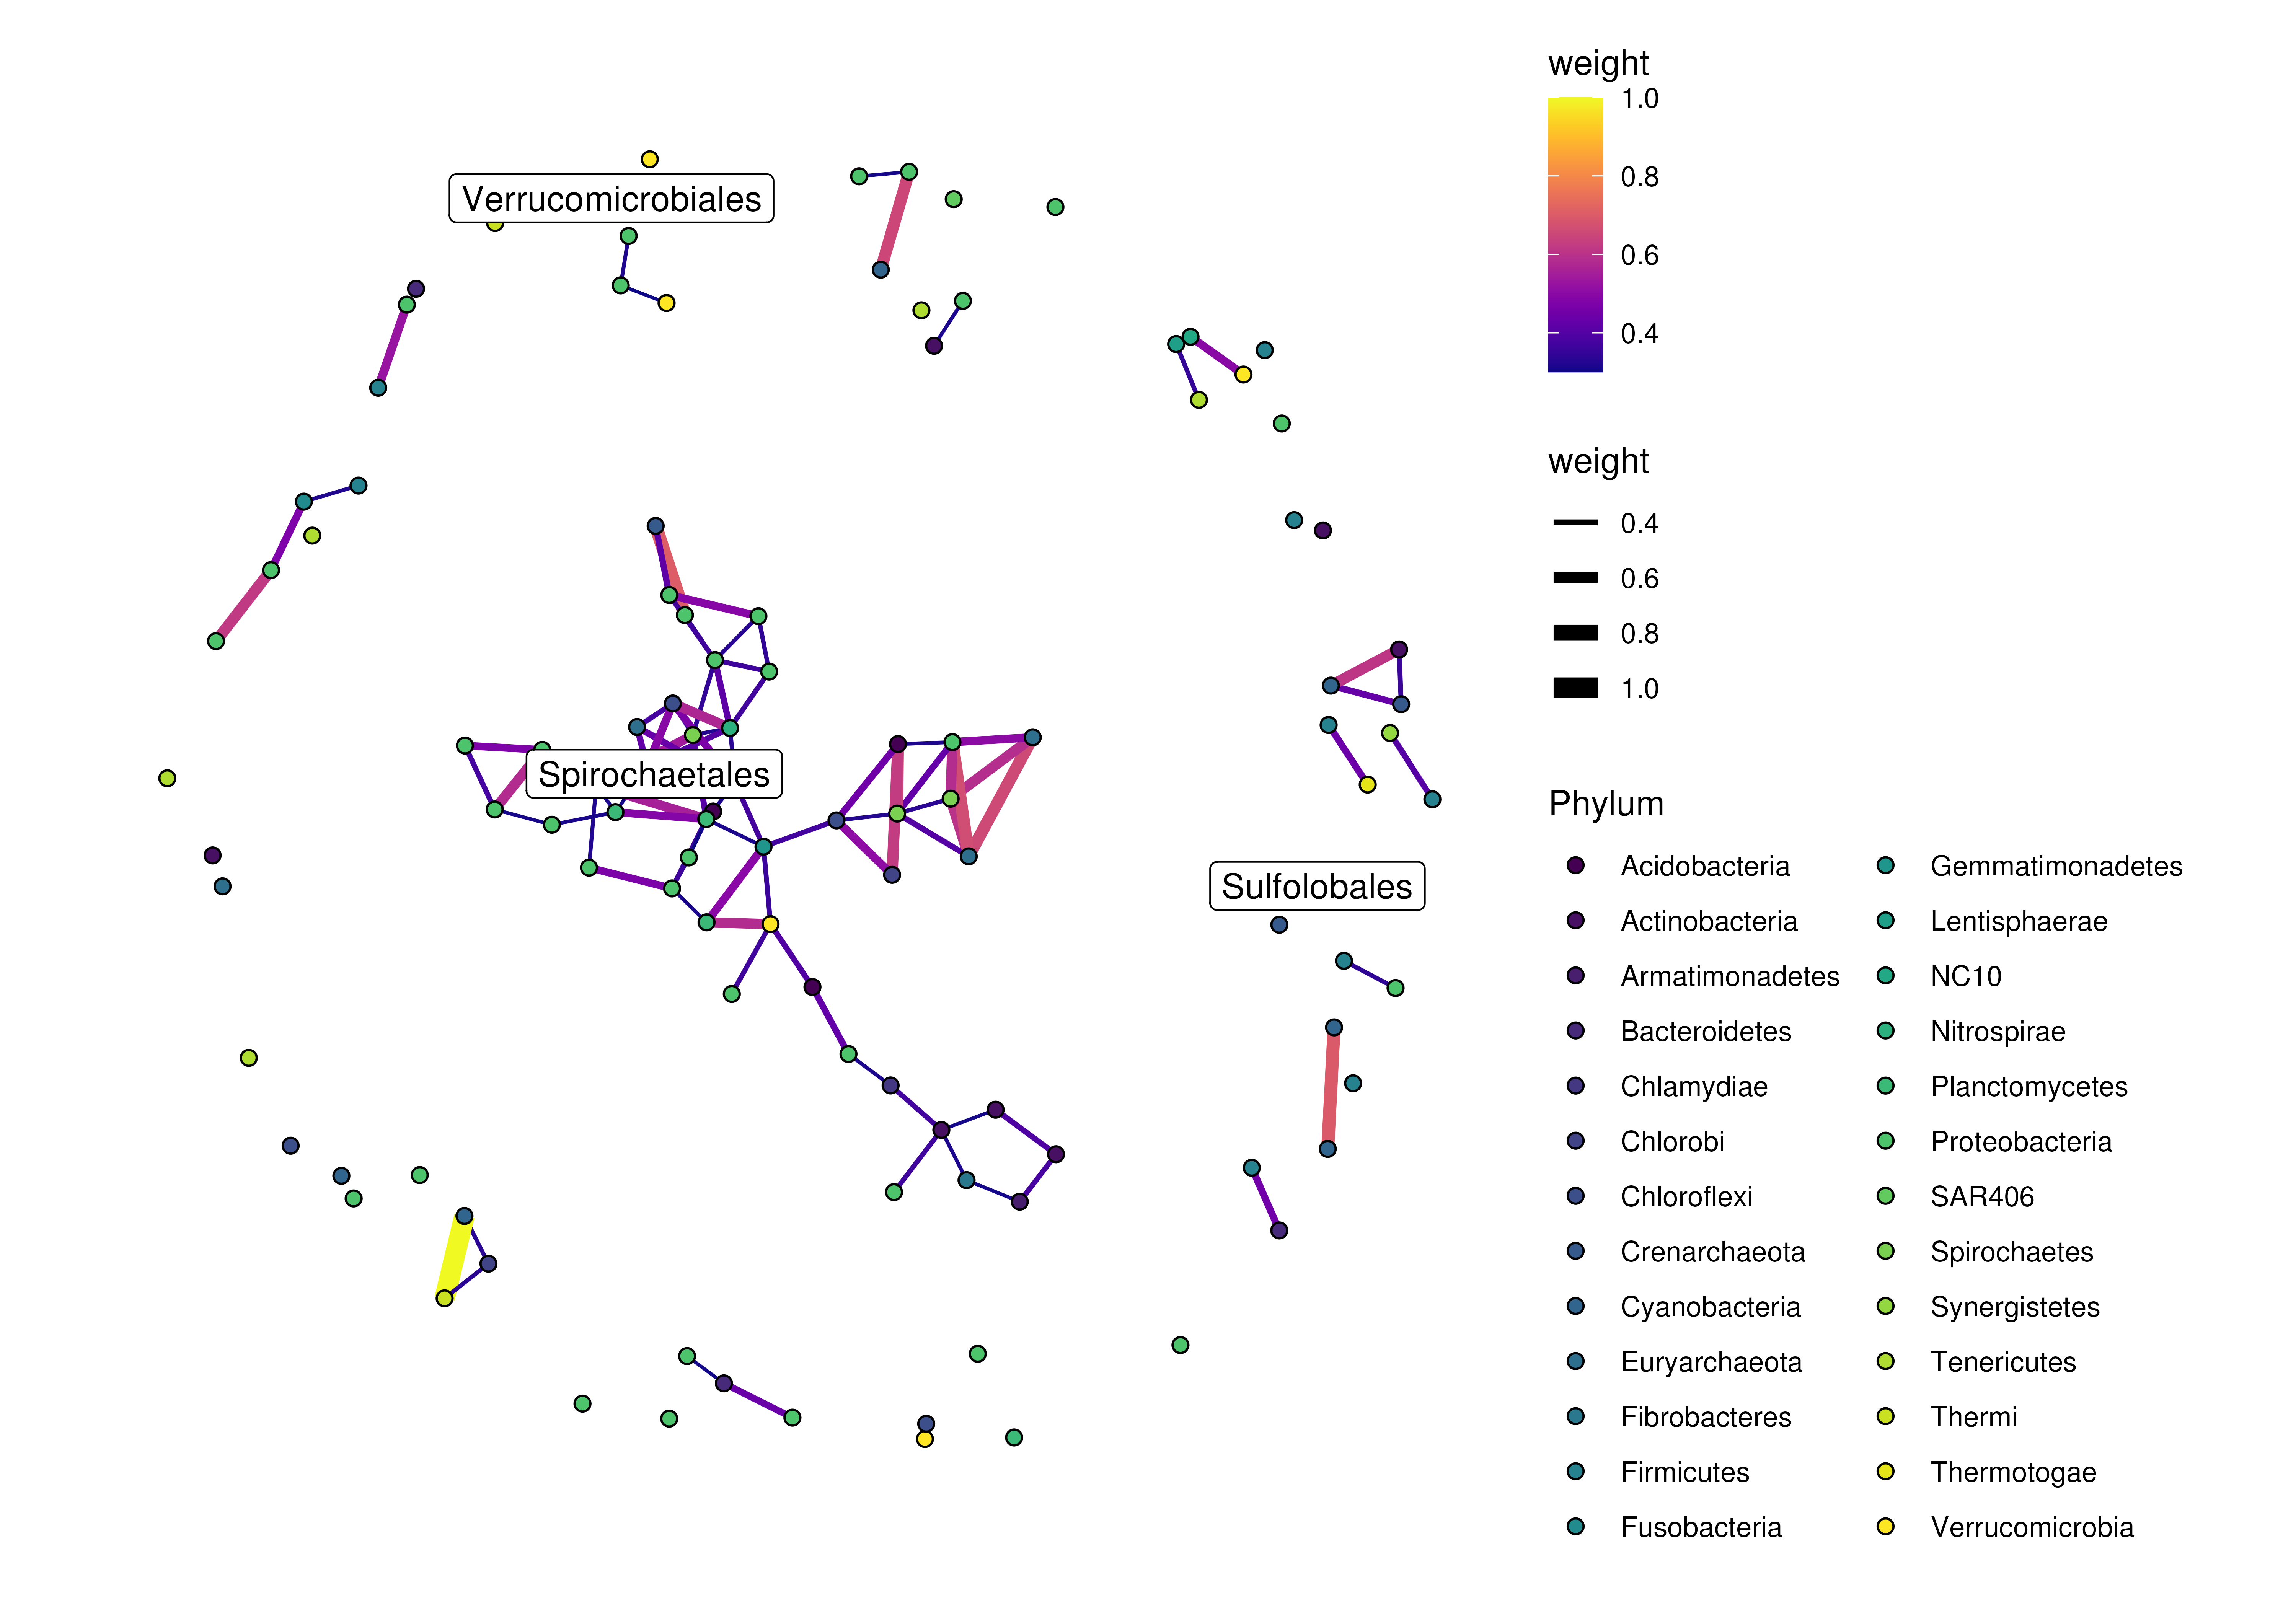 Verrucomicrobiales
Spirochaetales
Sulfolobales
weight
1.0
0.8
0.6
0.4
weight
0.4
0.6
0.8
1.0
Phylum
Acidobacteria
Actinobacteria
Armatimonadetes
Bacteroidetes
Chlamydiae
Chlorobi
Chloroflexi
Crenarchaeota
Cyanobacteria
Euryarchaeota
Fibrobacteres
Firmicutes
Fusobacteria
Gemmatimonadetes
Lentisphaerae
NC10
Nitrospirae
Planctomycetes
Proteobacteria
SAR406
Spirochaetes
Synergistetes
Tenericutes
Thermi
Thermotogae
Verrucomicrobia